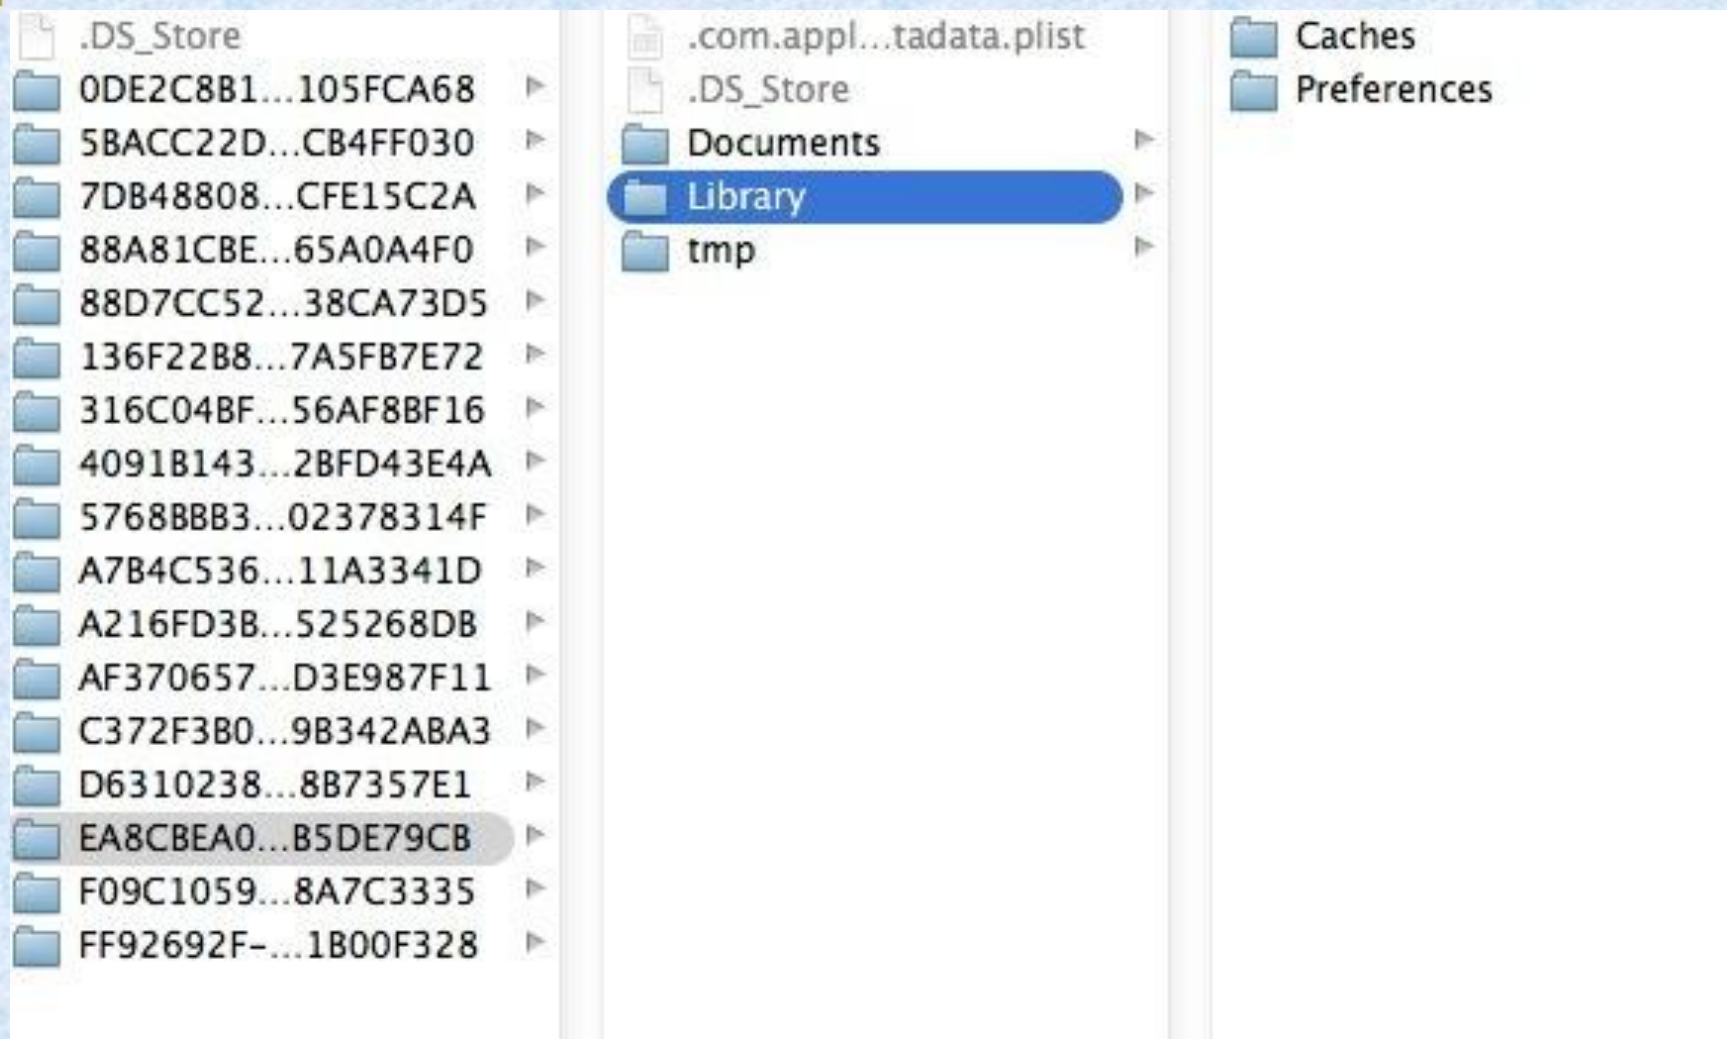 .DS_Store
0DE2C8B1...105FCA68
5BACC22D...CB4FF030
7DB48808...CFE15C2A
88A81CBE...65A0A4F0
88D7CC52...38CA73D5
136F22B8...7A5FB7E72
316C04BF...56AF8BF16
4091B143...2BFD43E4A
5768BBB3...02378314F
A7B4C536...11A3341D
A216FD3B...525268DB
AF370657...D3E987F11
C372F3B0...9B342ABA3
D6310238...8B7357E1
EA8CBEA0...B5DE79CB
F09C1059...8A7C3335
FF92692F-...1B00F328
.com.appl...tadata.plist
.DS_Store
Documents
Library
tmp
Caches
Preferences